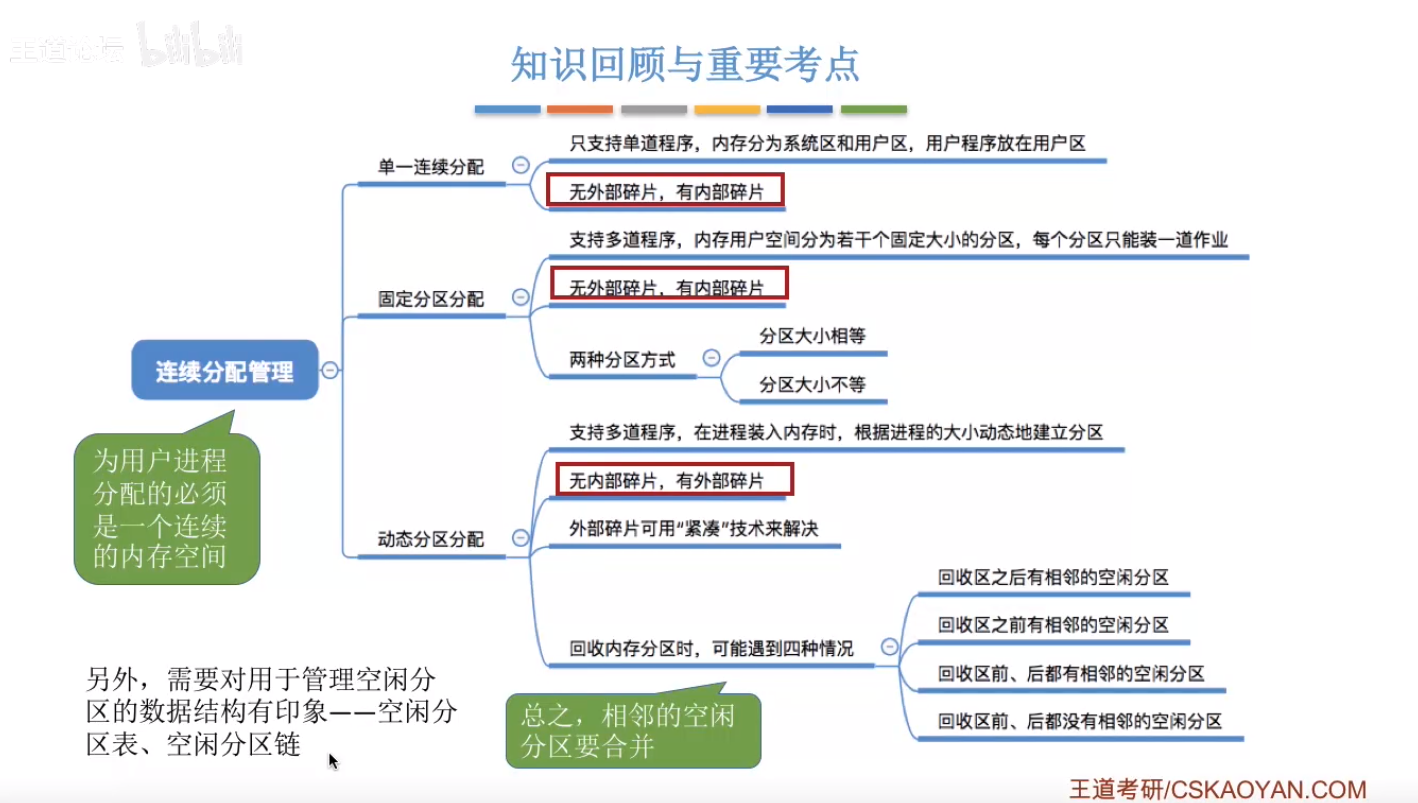 王道论坛 bilibili
知识回顾与重要考点
单一连续分配
只支持单道程序，内存分为系统区和用户区，用户程序放在用户区
无外部碎片，有内部碎片
固定分区分配
支持多道程序，内存用户空间分为若干个固定大小的分区，每个分区只能装一道作业
无外部碎片，有内部碎片
两种分区方式
分区大小相等
分区大小不等
连续分配管理
为用户进程
分配的必须
是一个连续
的内存空间
动态分区分配
支持多道程序，在进程装入内存时，根据进程的大小动态地建立分区
无内部碎片，有外部碎片
外部碎片可用“紧凑”技术来解决
回收内存分区时，可能遇到四种情况
回收区之后有相邻的空闲分区
回收区之前有相邻的空闲分区
回收区前、后都有相邻的空闲分区
回收区前、后都没有相邻的空闲分区
总之，相邻的空闲
分区要合并
另外，需要对用于管理空闲分
区的数据结构有印象——空闲分
区表、空闲分区链
王道考研/CSKAOYAN.COM